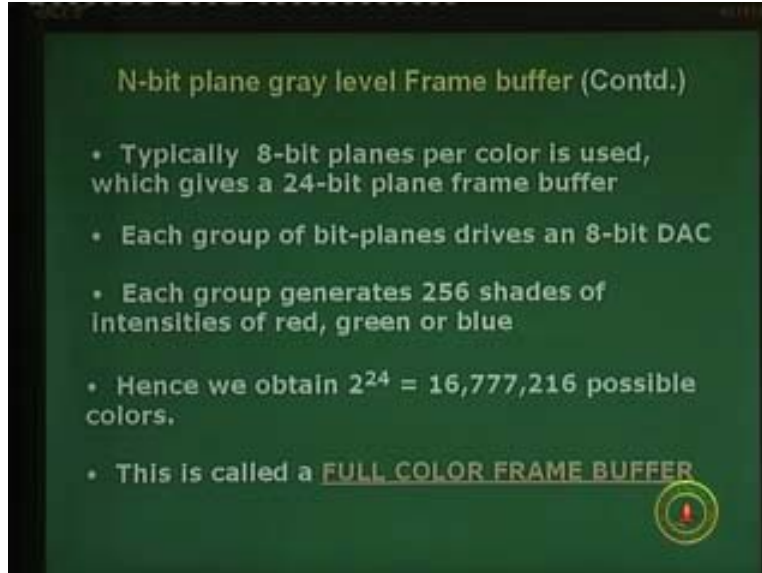 N-bit plane gray level Frame buffer (Contd.)
• Typically 8-bit planes per color is used,
which gives a 24-bit plane frame buffer
• Each group of bit-planes drives an 8-bit DAC
• Each group generates 256 shades of
intensities of red, green or blue
• Hence we obtain 2²⁴ = 16,777,216 possible
colors.
• This is called a FULL COLOR FRAME BUFFER